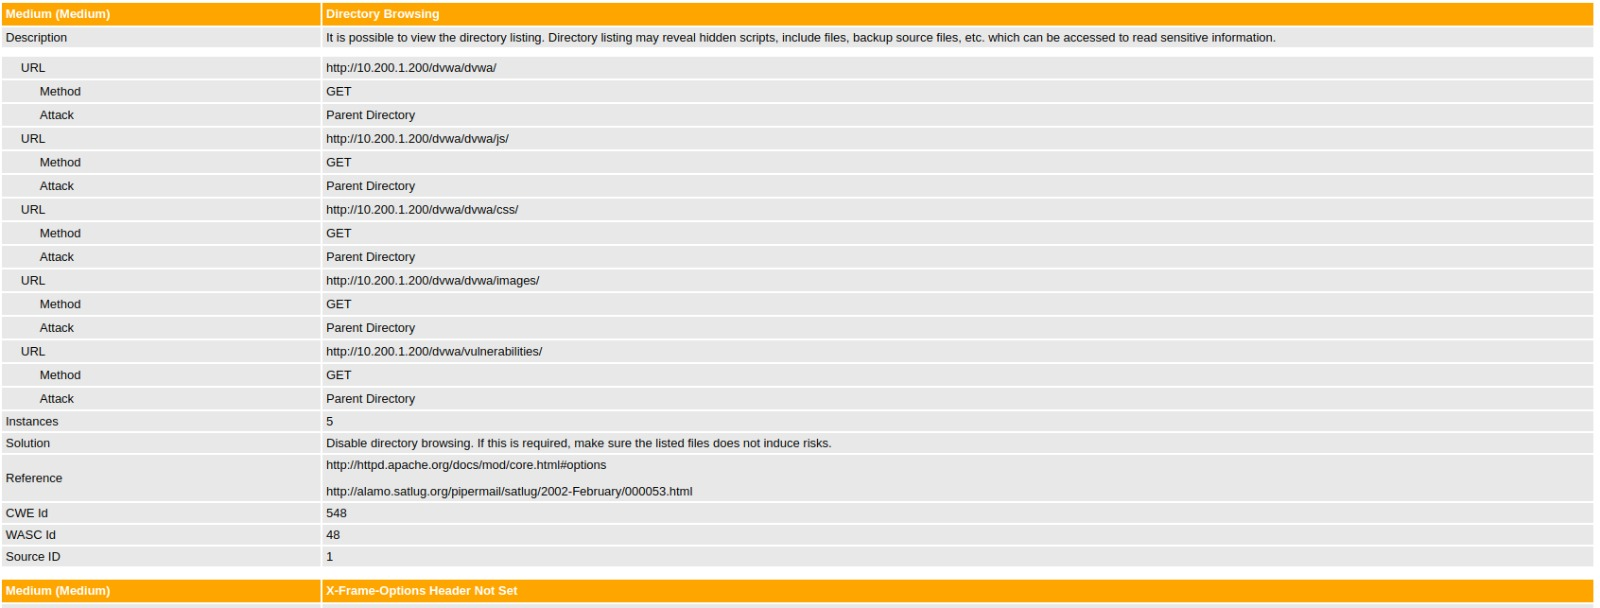 Medium (Medium) Directory Browsing
Description It is possible to view the directory listing. Directory listing may reveal hidden scripts, include files, backup source files, etc. which can be accessed to read sensitive information.
URL http://10.200.1.200/dvwa/dvwa/
Method GET
Attack Parent Directory
URL http://10.200.1.200/dvwa/dvwa/js/
Method GET
Attack Parent Directory
URL http://10.200.1.200/dvwa/dvwa/css/
Method GET
Attack Parent Directory
URL http://10.200.1.200/dvwa/dvwa/images/
Method GET
Attack Parent Directory
URL http://10.200.1.200/dvwa/vulnerabilities/
Method GET
Attack Parent Directory
Instances 5
Solution Disable directory browsing. If this is required, make sure the listed files does not induce risks.
Reference http://httpd.apache.org/docs/mod/core.html#options
http://alamo.satlug.org/pipermail/satlug/2002-February/000053.html
CWE Id 548
WASC Id 48
Source ID 1
Medium (Medium) X-Frame-Options Header Not Set